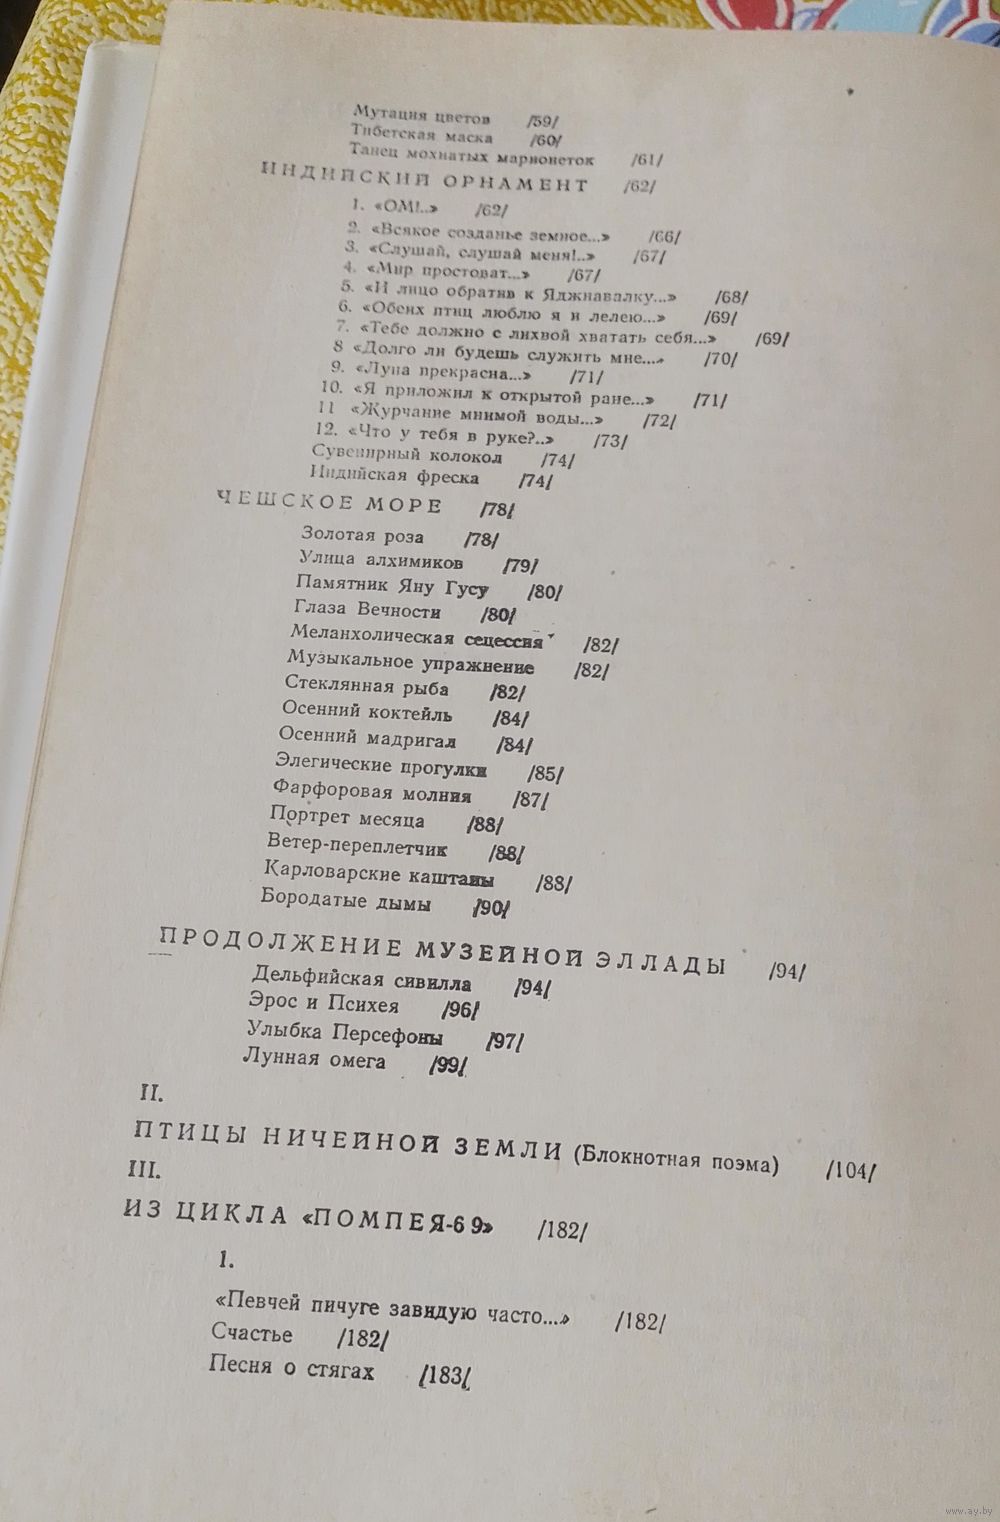 Мутация цветов /59/
Тибетская маска /60/
Танец мохнатых марионеток /61/
ИНДИЙСКИЙ ОРНАМЕНТ /62/
1. «ОМ!..» /62/
2. «Всякое созданье земное...» /66/
3. «Слушай, слушай меня!..» /67/
4. «Мир простоват...» /67/
5. «И лицо обратив к Яджнавалку...» /68/
6. «Обеих птиц люблю я и лелею...» /69/
7. «Тебе должно с лихвой хватать себя...» /69/
8 «Долго ли будешь служить мне...» /70/
9. «Луна прекрасна...» /71/
10. «Я приложил к открытой ране...» /71/
11 «Журчание мнимой воды...» /72/
12. «Что у тебя в руке?..» /73/
Сувенирный колокол /74/
Индийская фреска /74/
ЧЕШСКОЕ МОРЕ /78/
Золотая роза /78/
Улица алхимиков /79/
Памятник Яну Гусу /80/
Глаза Вечности /80/
Меланхолическая сецессия /82/
Музыкальное упражнение /82/
Стеклянная рыба /82/
Осенний коктейль /84/
Осенний мадригал /84/
Элегические прогулки /85/
Фарфоровая молния /87/
Портрет месяца /88/
Ветер-переплетчик /88/
Карловарские каштаны /88/
Бородатые дымы /90/
ПРОДОЛЖЕНИЕ МУЗЕЙНОЙ ЭЛЛАДЫ /94/
Дельфийская сивилла /94/
Эрос и Психея /96/
Улыбка Персефоны /97/
Лунная омега /99/
II.
ПТИЦЫ НИЧЕЙНОЙ ЗЕМЛИ (Блокнотная поэма) /104/
III.
ИЗ ЦИКЛА «ПОМПЕЯ-69» /182/
1.
«Певчей пичуге завидую часто...» /182/
Счастье /182/
Песня о стягах /183/
www.ay.by